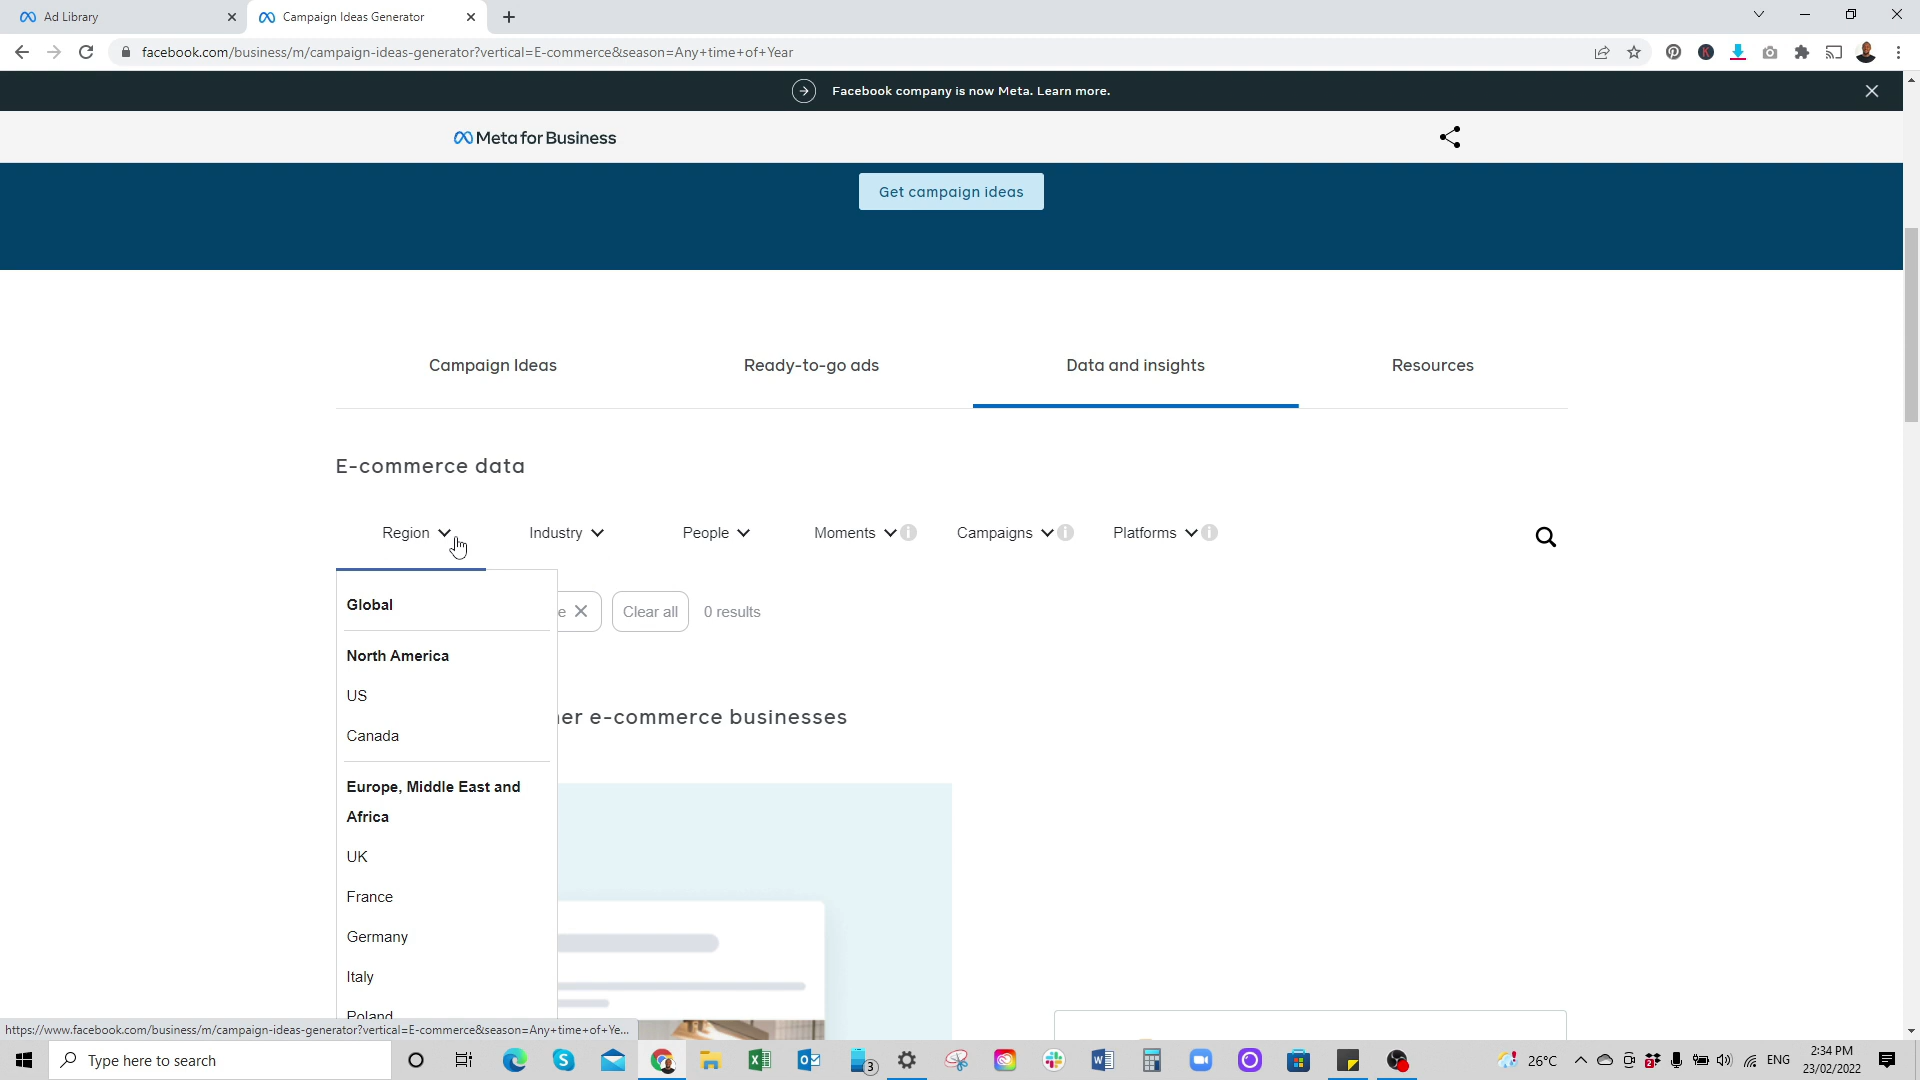 Ad Library
Campaign Ideas Generator
facebook.com/business/m/campaign-ideas-generator?vertical=E-commerce&season=Any+time+of+Year
Facebook company is now Meta. Learn more.
Meta for Business
Get campaign ideas
Campaign Ideas
Ready-to-go ads
Data and insights
Resources
E-commerce data
Region
Industry
People
Moments
Campaigns
Platforms
Global
e
Clear all
0 results
North America
US
Canada
er e-commerce businesses
Europe, Middle East and
Africa
UK
France
Germany
Italy
Poland
https://www.facebook.com/business/m/campaign-ideas-generator?vertical=E-commerce&season=Any+time+of+Ye...
Type here to search
3
26°C
2
ENG
2:34 PM
23/02/2022